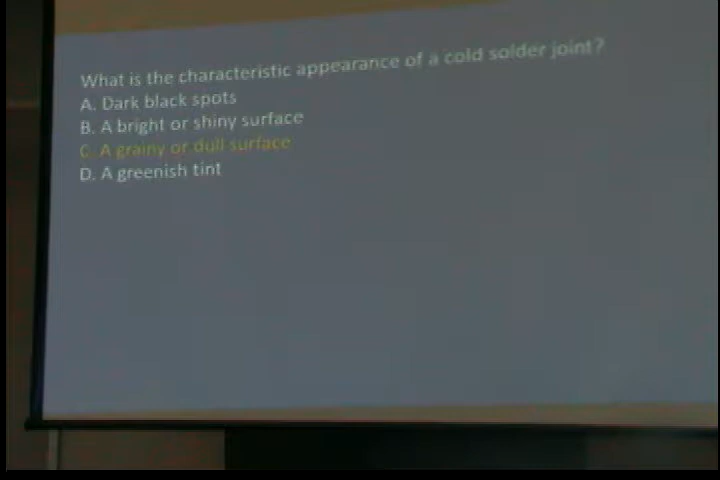 What is the characteristic appearance of a cold solder joint?
A. Dark black spots
B. A bright or shiny surface
C. A grainy or dull surface
D. A greenish tint